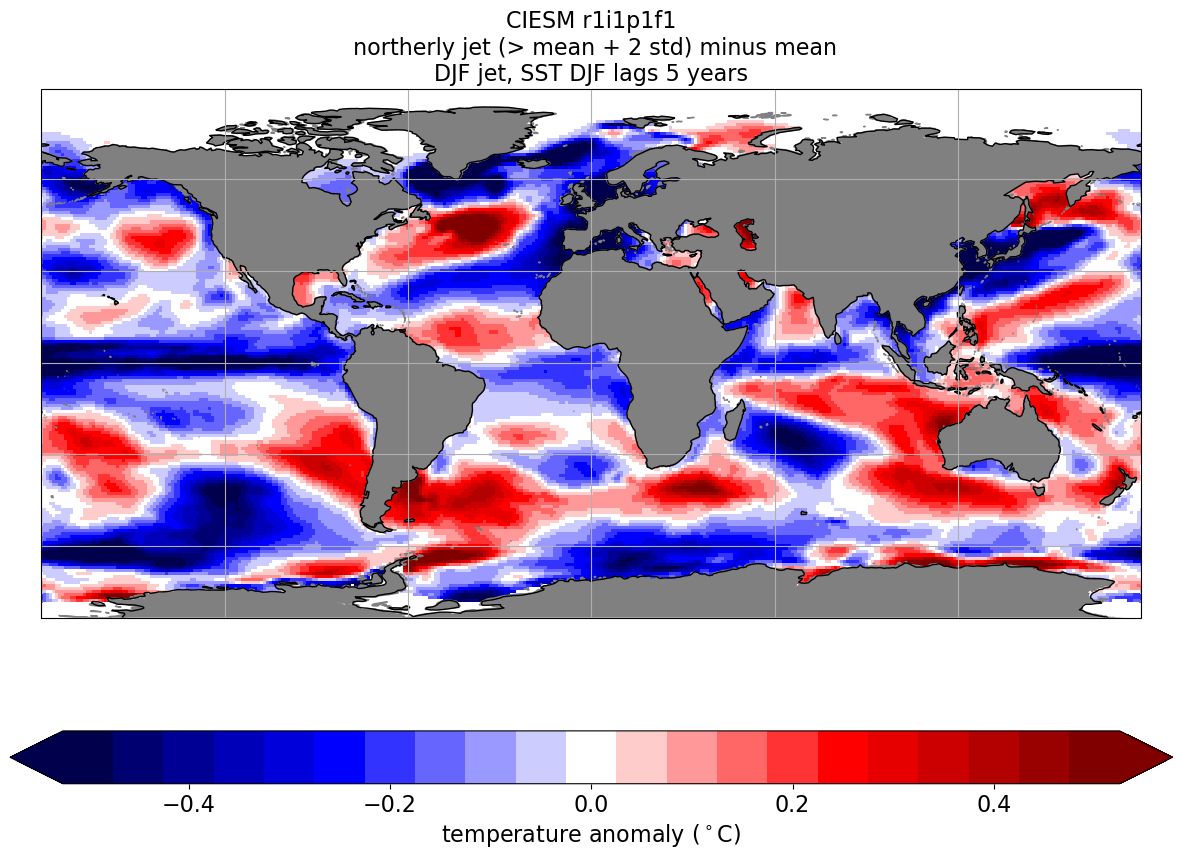 CIESM r1i1p1f1
northerly jet (> mean + 2 std) minus mean
DJF jet, SST DJF lags 5 years
−0.4 −0.2 0.0 0.2 0.4
temperature anomaly (°C)